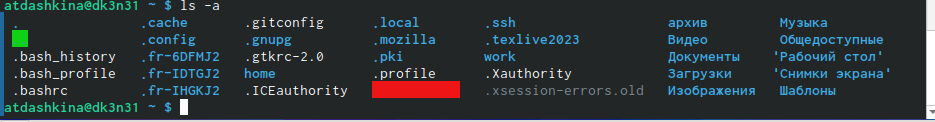 atdashkina@dk3n31 ~ $ ls -a
. .cache .gitconfig .local .ssh архив Музыка
.config .gnupg .mozilla .texlive2023 Видео Общедоступные
.bash_history .fr-6DFMJ2 .gtkrc-2.0 .pki work Документы 'Рабочий стол'
.bash_profile .fr-IDTGJ2 home .profile .Xauthority Загрузки 'Снимки экрана'
.bashrc .fr-IHGKJ2 .ICEauthority .xsession-errors.old Изображения Шаблоны
atdashkina@dk3n31 ~ $